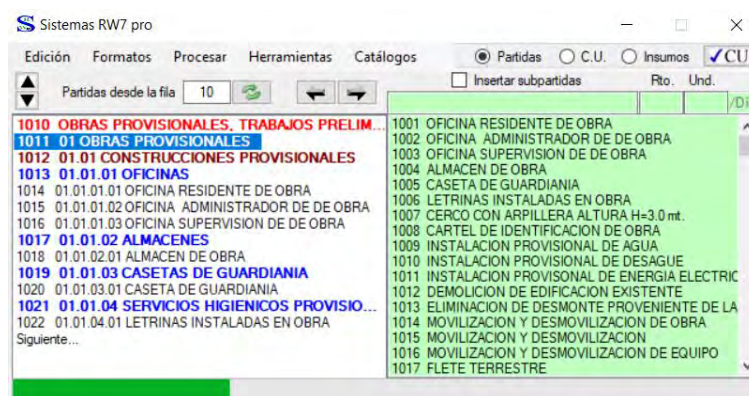 Sistemas RW7 pro
Edición Formatos Procesar Herramientas Catálogos Partidas C.U. Insumos ✓CU
Partidas desde la fila 10 Insertar subpartidas Rto. Und.
/Di
1010 OBRAS PROVISIONALES, TRABAJOS PRELIM...
1011 01 OBRAS PROVISIONALES
1012 01.01 CONSTRUCCIONES PROVISIONALES
1013 01.01.01 OFICINAS
1014 01.01.01.01 OFICINA RESIDENTE DE OBRA
1015 01.01.01.02 OFICINA ADMINISTRADOR DE DE OBRA
1016 01.01.01.03 OFICINA SUPERVISION DE DE OBRA
1017 01.01.02 ALMACENES
1018 01.01.02.01 ALMACEN DE OBRA
1019 01.01.03 CASETAS DE GUARDIANIA
1020 01.01.03.01 CASETA DE GUARDIANIA
1021 01.01.04 SERVICIOS HIGIENICOS PROVISIO...
1022 01.01.04.01 LETRINAS INSTALADAS EN OBRA
Siguiente...
1001 OFICINA RESIDENTE DE OBRA
1002 OFICINA ADMINISTRADOR DE DE OBRA
1003 OFICINA SUPERVISION DE DE OBRA
1004 ALMACEN DE OBRA
1005 CASETA DE GUARDIANIA
1006 LETRINAS INSTALADAS EN OBRA
1007 CERCO CON ARPILLERA ALTURA H=3.0 mt.
1008 CARTEL DE IDENTIFICACION DE OBRA
1009 INSTALACION PROVISIONAL DE AGUA
1010 INSTALACION PROVISIONAL DE DESAGUE
1011 INSTALACION PROVISONAL DE ENERGIA ELECTRIC
1012 DEMOLICION DE EDIFICACION EXISTENTE
1013 ELIMINACION DE DESMONTE PROVENIENTE DE LA
1014 MOVILIZACION Y DESMOVILIZACION DE OBRA
1015 MOVILIZACION Y DESMOVILIZACION
1016 MOVILIZACION Y DESMOVILIZACION DE EQUIPO
1017 FLETE TERRESTRE